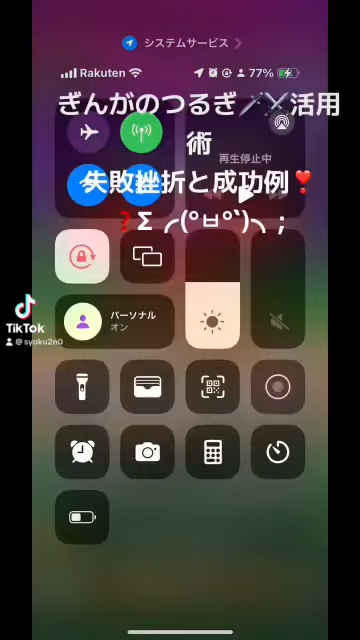 システムサービス
Rakuten 77%
ぎんがのつるぎ🗡⚔活用
術
再生停止中
失敗挫折と成功例❣
❓Σ╭(°ㅂ°̀)╮;
パーソナル
オン
TikTok
@syoku2n0